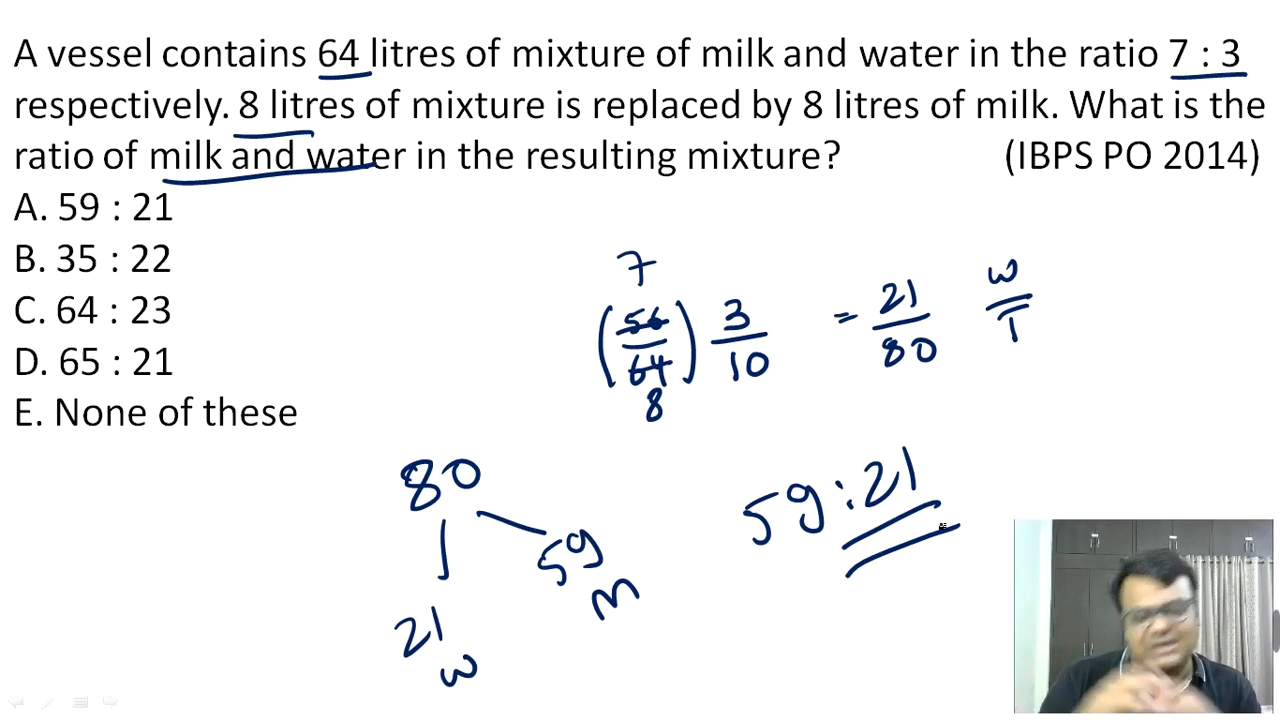 A vessel contains 64 litres of mixture of milk and water in the ratio 7 : 3
respectively. 8 litres of mixture is replaced by 8 litres of milk. What is the
ratio of milk and water in the resulting mixture? (IBPS PO 2014)
A. 59 : 21
B. 35 : 22
C. 64 : 23
D. 65 : 21
E. None of these
7
(56/64) 3/10 = 21/80 W/T
8
80
21 59
W M
59:21